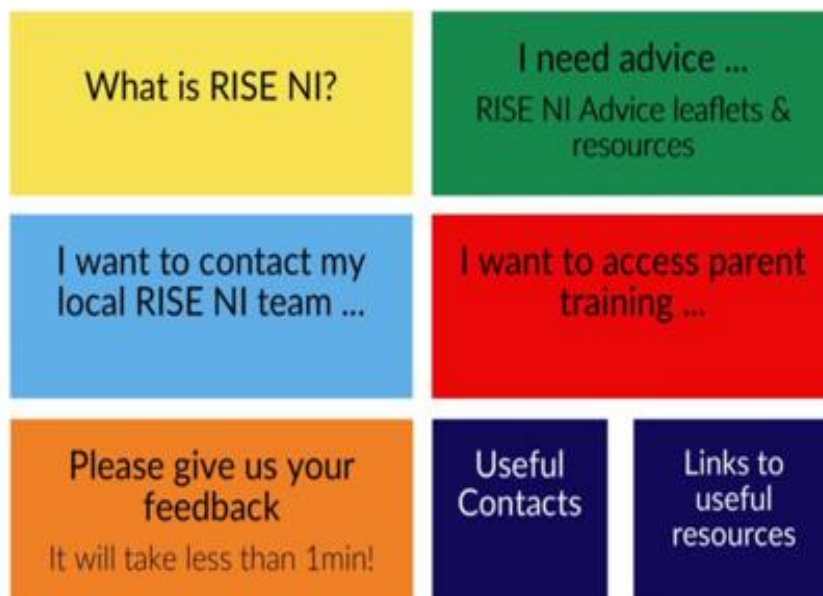 What is RISE NI?
I need advice ...
RISE NI Advice leaflets &
resources
I want to contact my
local RISE NI team ...
I want to access parent
training ...
Please give us your
feedback
It will take less than 1min!
Useful
Contacts
Links to
useful
resources